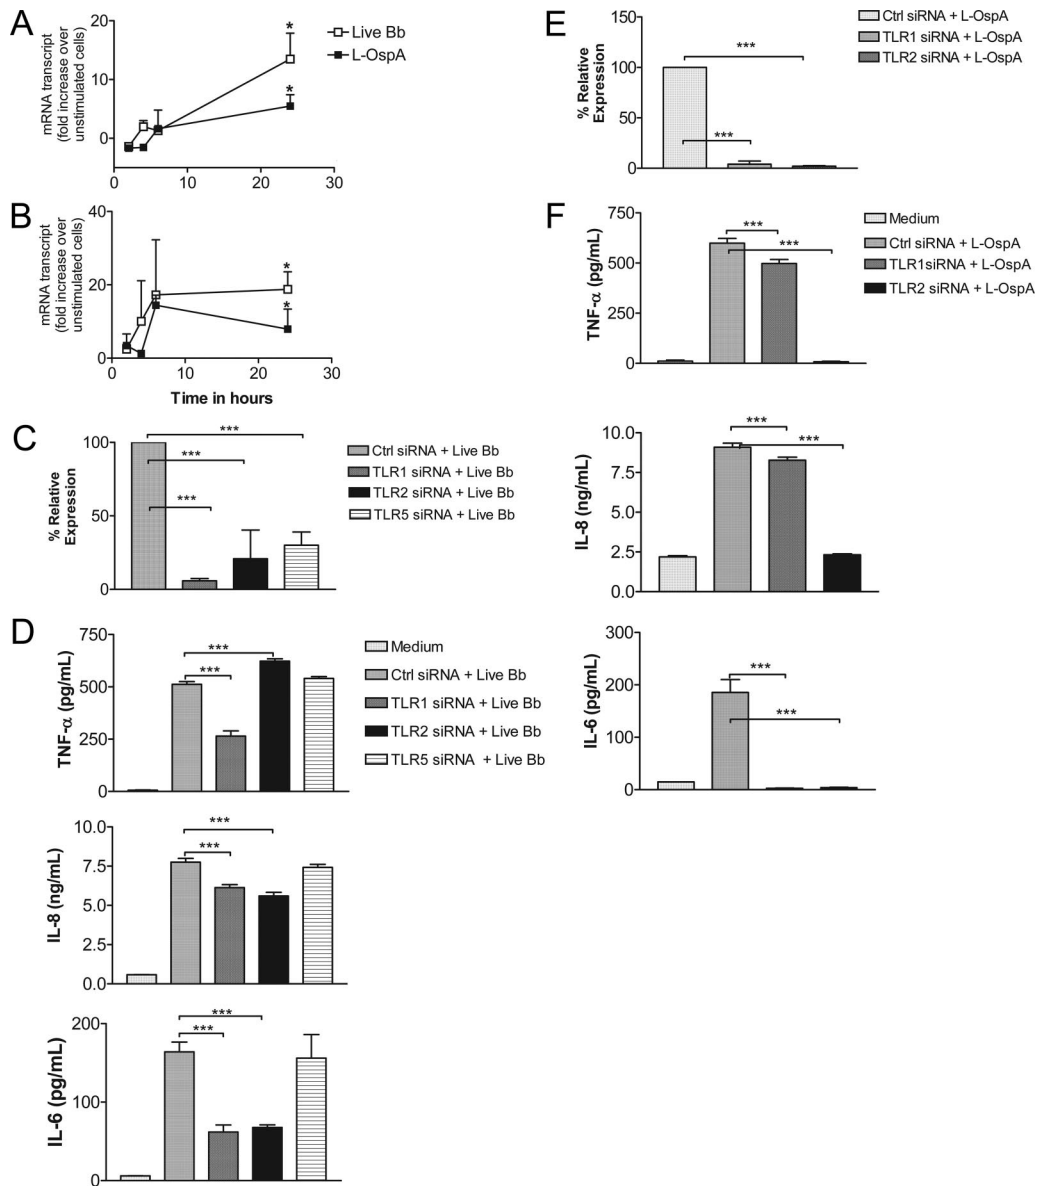 A
mRNA transcript
(fold increase over
unstimulated cells)
20
10
0
0
10
20
30
*
*
Live Bb
L-OspA
B
mRNA transcript
(fold increase over
unstimulated cells)
40
20
0
0
10
20
30
*
*
Time in hours
C
% Relative
Expression
100
50
0
***
***
***
Ctrl siRNA + Live Bb
TLR1 siRNA + Live Bb
TLR2 siRNA + Live Bb
TLR5 siRNA + Live Bb
D
TNF-α (pg/mL)
750
500
250
0
***
***
Medium
Ctrl siRNA + Live Bb
TLR1 siRNA + Live Bb
TLR2 siRNA + Live Bb
TLR5 siRNA + Live Bb
IL-8 (ng/mL)
10.0
7.5
5.0
2.5
0.0
***
***
IL-6 (pg/mL)
200
100
0
***
***
E
% Relative
Expression
150
100
50
0
***
***
Ctrl siRNA + L-OspA
TLR1 siRNA + L-OspA
TLR2 siRNA + L-OspA
F
TNF-α (pg/mL)
750
500
250
0
***
***
Medium
Ctrl siRNA + L-OspA
TLR1siRNA + L-OspA
TLR2 siRNA + L-OspA
IL-8 (ng/mL)
10.0
7.5
2.5
0.0
***
***
IL-6 (pg/mL)
300
200
100
0
***
***